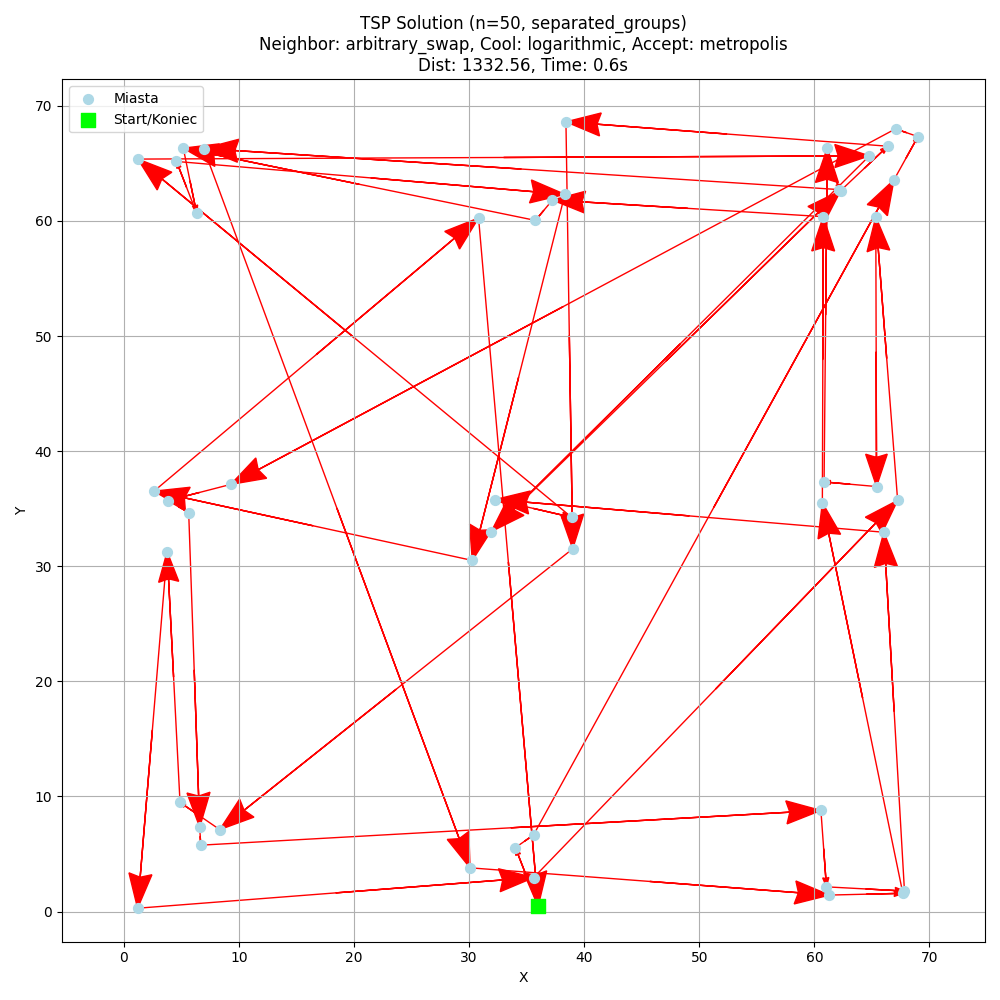 TSP Solution (n=50, separated_groups)
Neighbor: arbitrary_swap, Cool: logarithmic, Accept: metropolis
Dist: 1332.56, Time: 0.6s
Miasta
Start/Koniec
70
60
50
40
30
20
10
0
Y
0 10 20 30 40 50 60 70
X